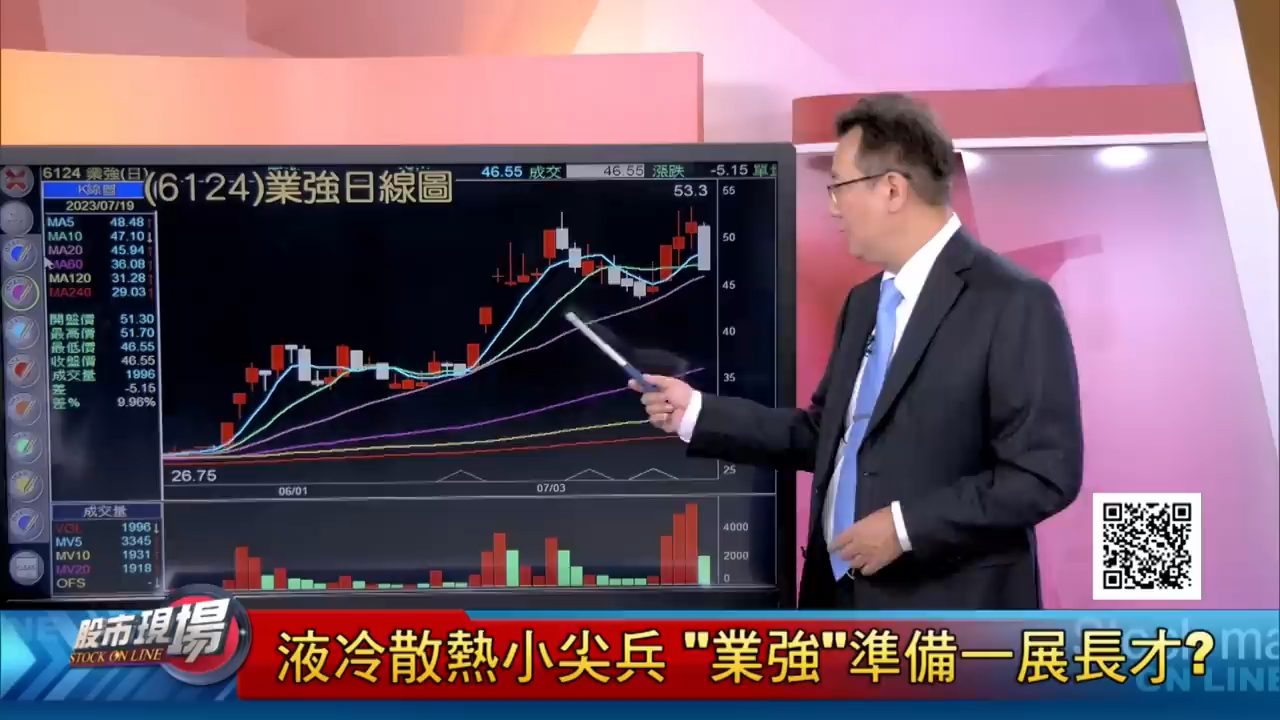 6124 業強(日)
46.55 成交 46.55 漲跌 -5.15 單量
K線圖
(6124)業強日線圖
2023/07/19
53.3
55
MA5 48.48↑
MA10 47.10↓
MA20 45.94↑
MA60 36.08↑
MA120 31.28↑
MA240 29.03↑
50
45
40
35
25
開盤價 51.30
最高價 51.70
最低價 46.55
收盤價 46.55
成交量 1996
差 -5.15
差% 9.96%
26.75
06/01
07/03
成交量
VOL 1996↓
MV5 3345
MV10 1931
MV20 1918
OFS -↓
4000
2000
0
股市現場
STOCK ON LINE
液冷散熱小尖兵 "業強"準備一展長才?
ON LINE